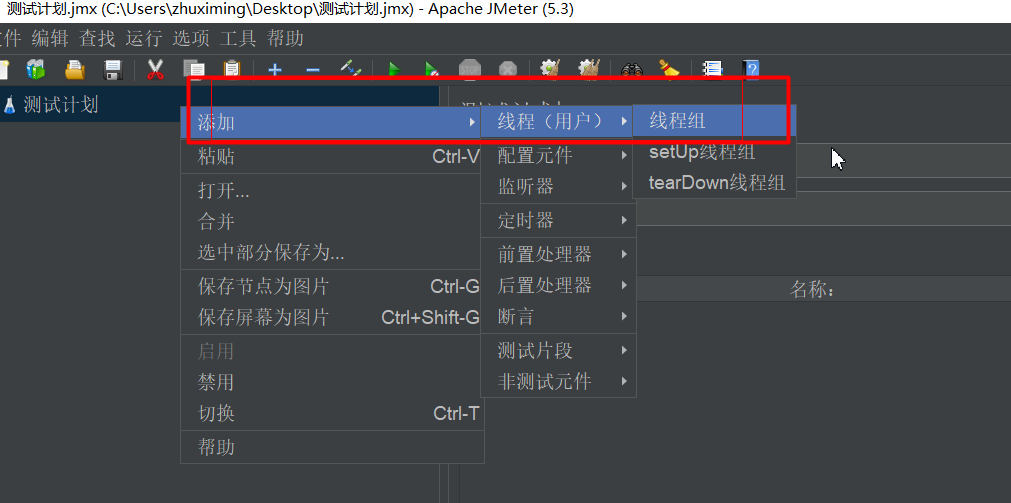 测试计划.jmx (C:\Users\zhuximing\Desktop\测试计划.jmx) - Apache JMeter (5.3)
件 编辑 查找 运行 选项 工具 帮助
测试计划
添加
粘贴 Ctrl-V
打开...
合并
选中部分保存为...
保存节点为图片 Ctrl-G
保存屏幕为图片 Ctrl+Shift-G
启用
禁用
切换 Ctrl-T
帮助
线程（用户）
配置元件
监听器
定时器
前置处理器
后置处理器
断言
测试片段
非测试元件
线程组
setUp线程组
tearDown线程组
名称: